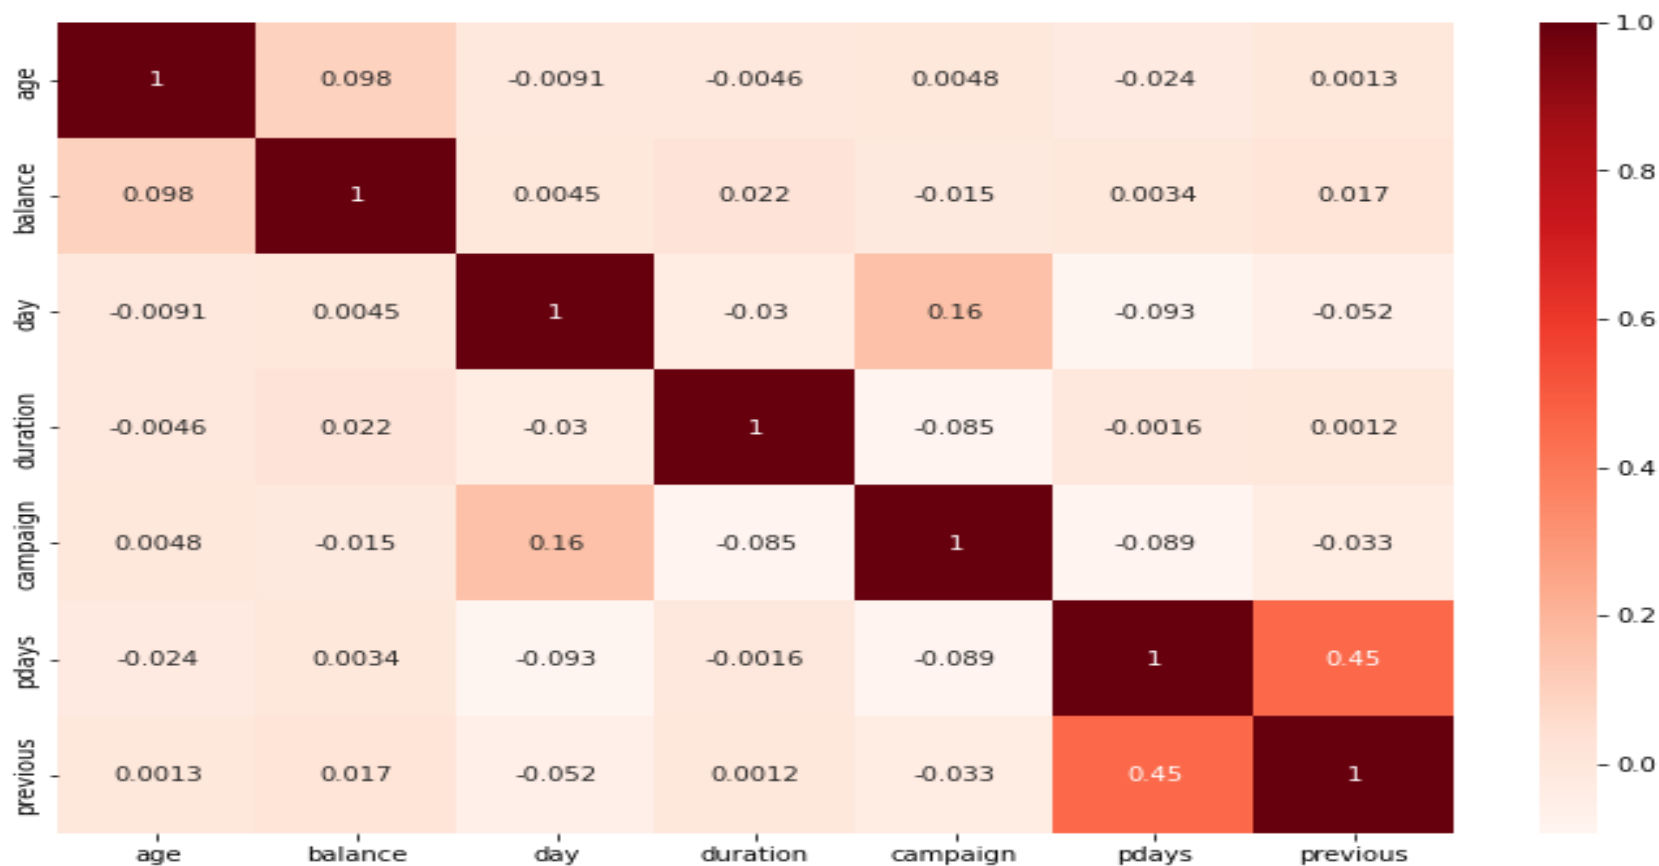 1.0
age 1 0.098 -0.0091 -0.0046 0.0048 -0.024 0.0013
balance 0.098 1 0.0045 0.022 -0.015 0.0034 0.017
0.8
day -0.0091 0.0045 1 -0.03 0.16 -0.093 -0.052
0.6
duration -0.0046 0.022 -0.03 1 -0.085 -0.0016 0.0012
0.4
campaign 0.0048 -0.015 0.16 -0.085 1 -0.089 -0.033
0.2
pdays -0.024 0.0034 -0.093 -0.0016 -0.089 1 0.45
previous 0.0013 0.017 -0.052 0.0012 -0.033 0.45 1
0.0
age balance day duration campaign pdays previous